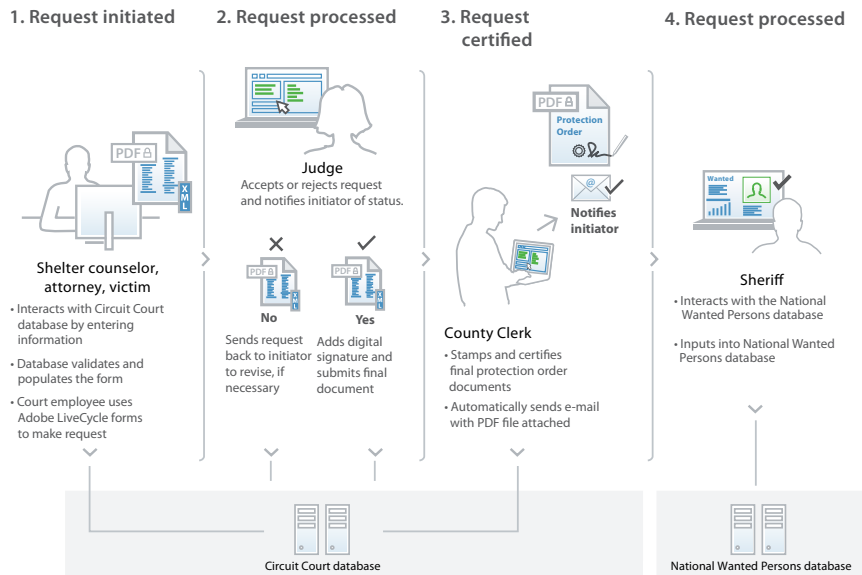 1. Request initiated
PDF
XML
Shelter counselor,
attorney, victim
• Interacts with Circuit Court
database by entering
information
• Database validates and
populates the form
• Court employee uses
Adobe LiveCycle forms
to make request
2. Request processed
Judge
Accepts or rejects request
and notifies initiator of status.
PDF
XML
No
Sends request
back to initiator
to revise, if
necessary
PDF
XML
Yes
Adds digital
signature and
submits final
document
3. Request
certified
PDF
Protection
Order
@
Notifies
initiator
County Clerk
• Stamps and certifies
final protection order
documents
• Automatically sends e-mail
with PDF file attached
4. Request processed
Wanted
Sheriff
• Interacts with the National
Wanted Persons database
• Inputs into National Wanted
Persons database
Circuit Court database
National Wanted Persons database